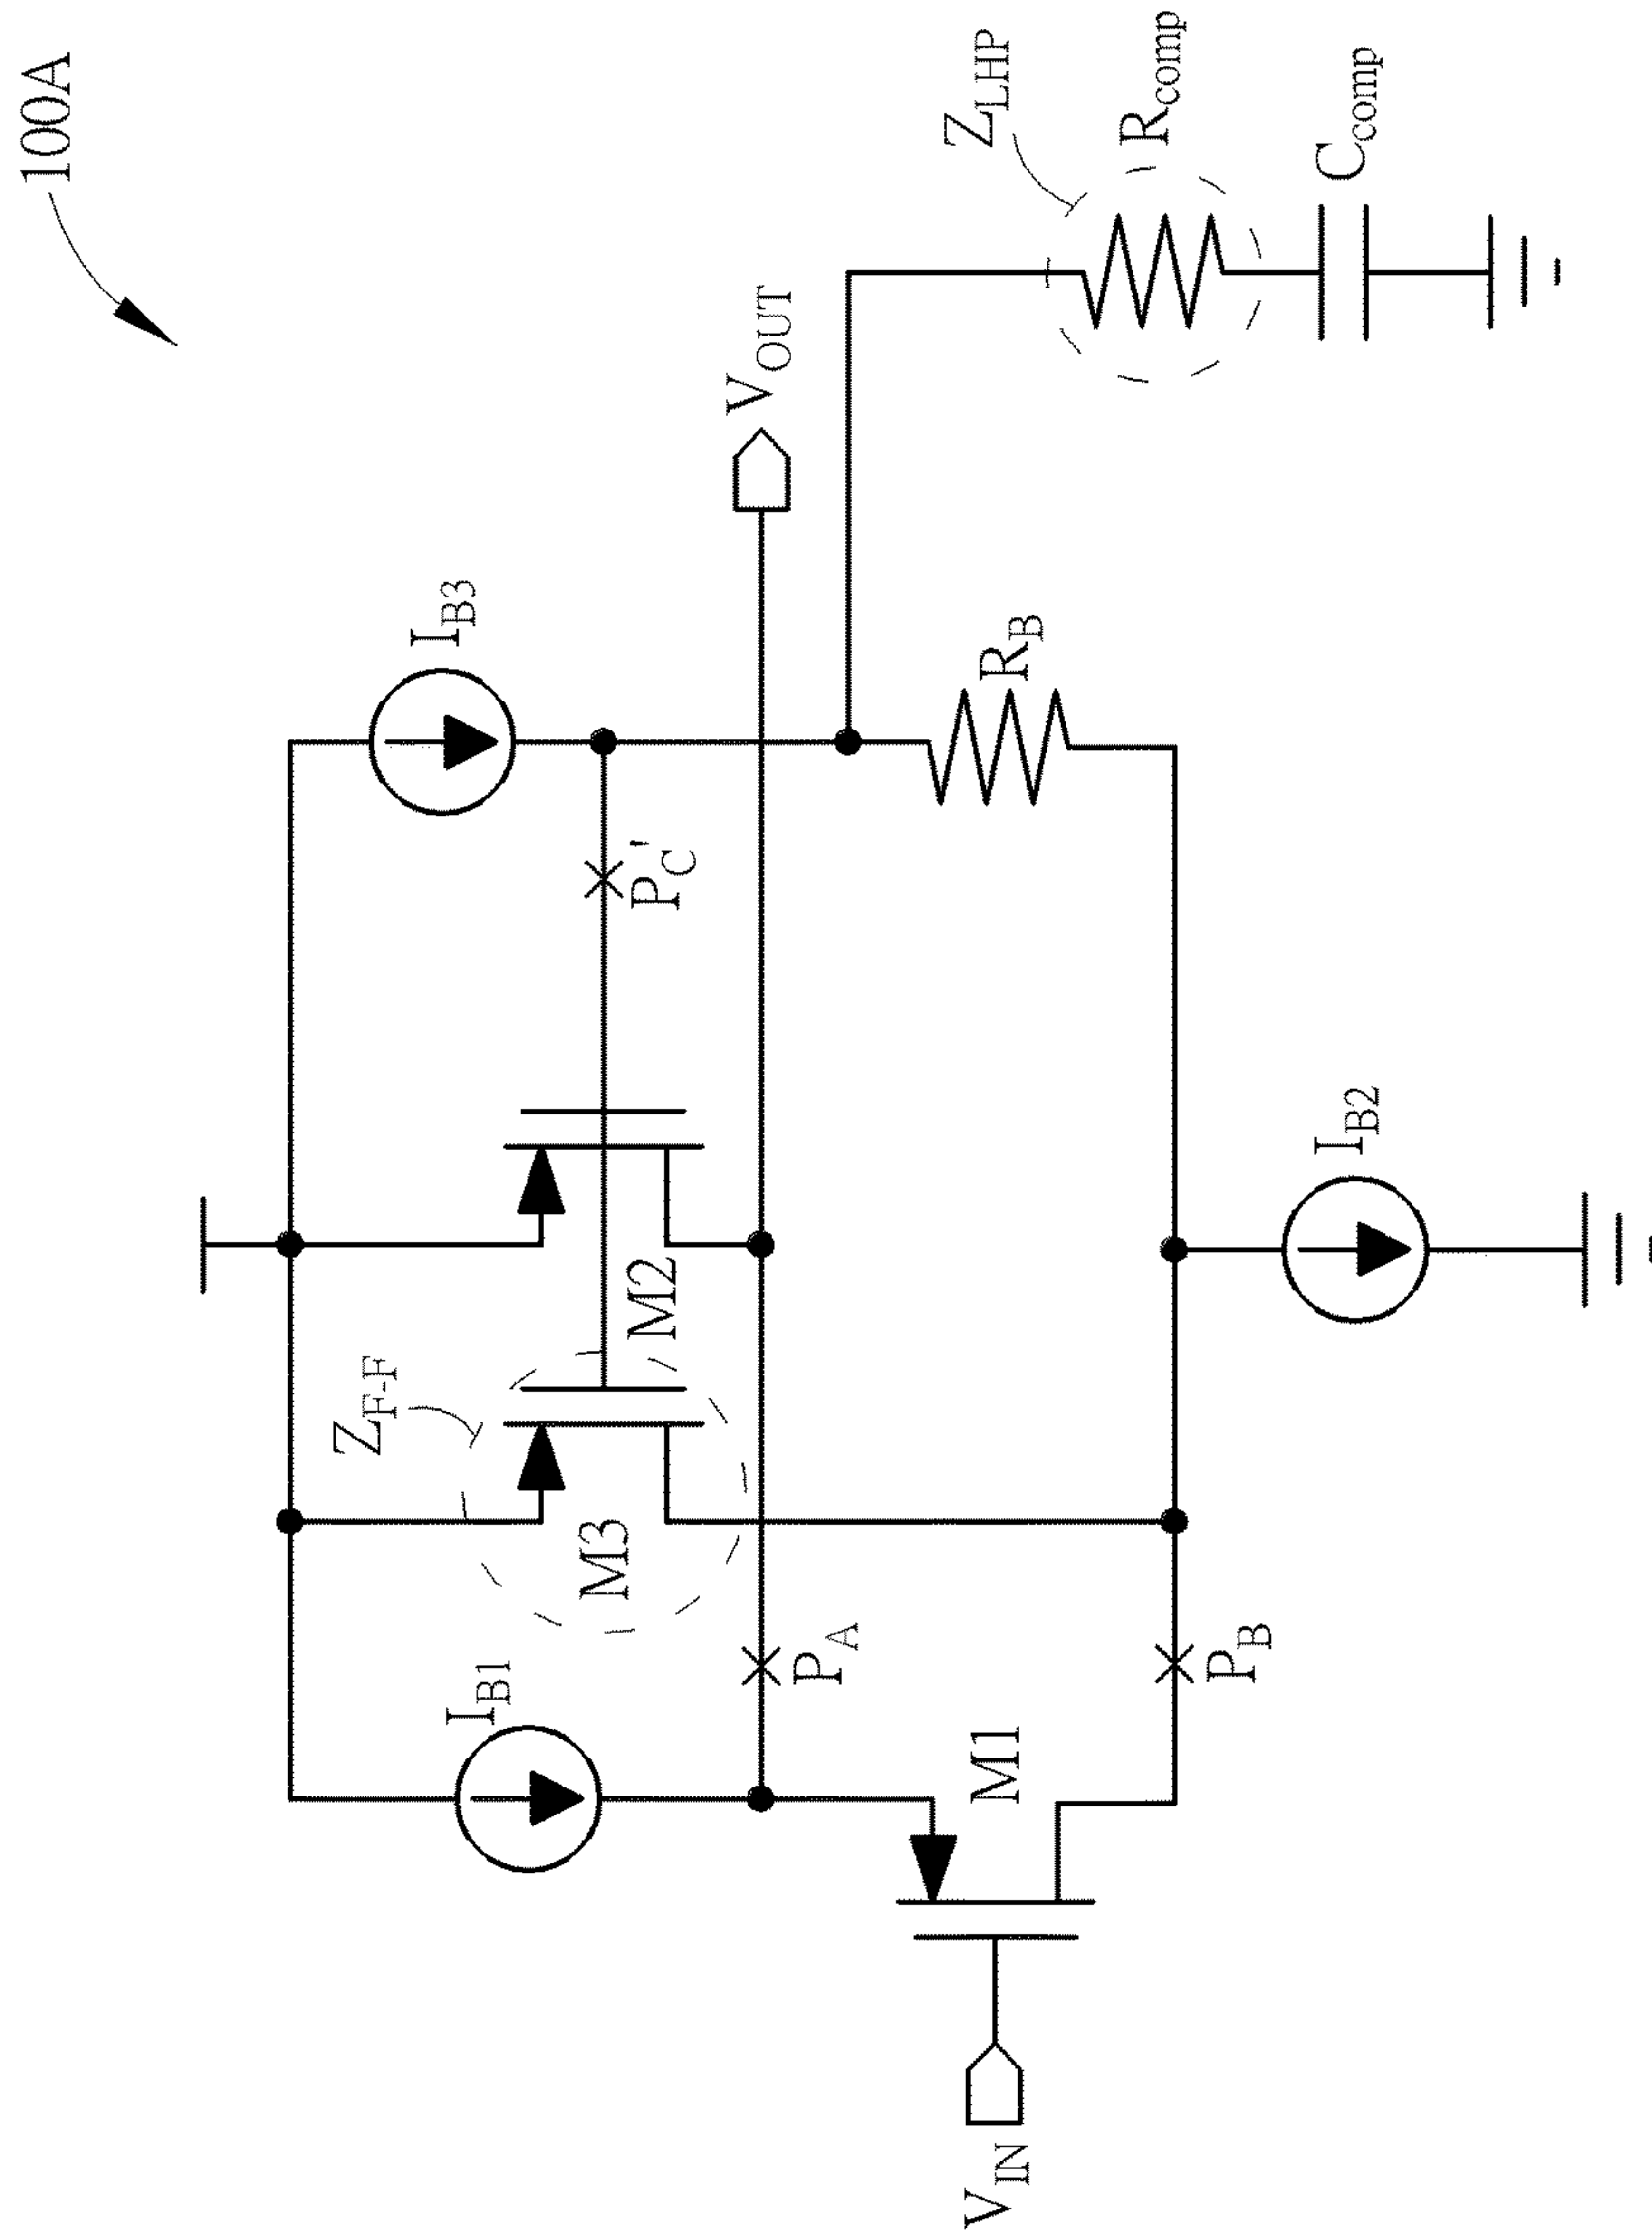 100A
I_B1
Z_F-F
M3
M2
I_B3
P_C'
P_A
V_OUT
Z_LHP
R_comp
C_comp
V_IN
M1
P_B
R_B
I_B2